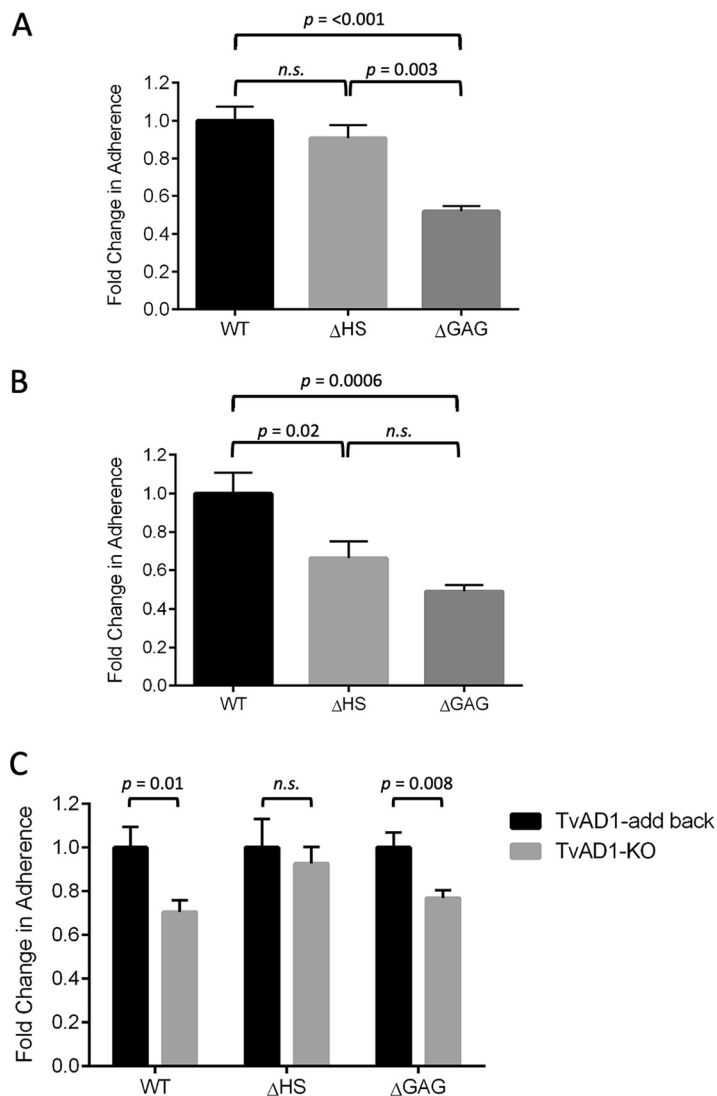 A
p = <0.001
n.s.
p = 0.003
Fold Change in Adherence
1.2
1.0
0.8
0.6
0.4
0.2
0.0
WT
ΔHS
ΔGAG
B
p = 0.0006
p = 0.02
n.s.
Fold Change in Adherence
1.2
1.0
0.8
0.6
0.4
0.2
0.0
WT
ΔHS
ΔGAG
C
p = 0.01
n.s.
p = 0.008
Fold Change in Adherence
1.2
1.0
0.8
0.6
0.4
0.2
0.0
WT
ΔHS
ΔGAG
TvAD1-add back
TvAD1-KO